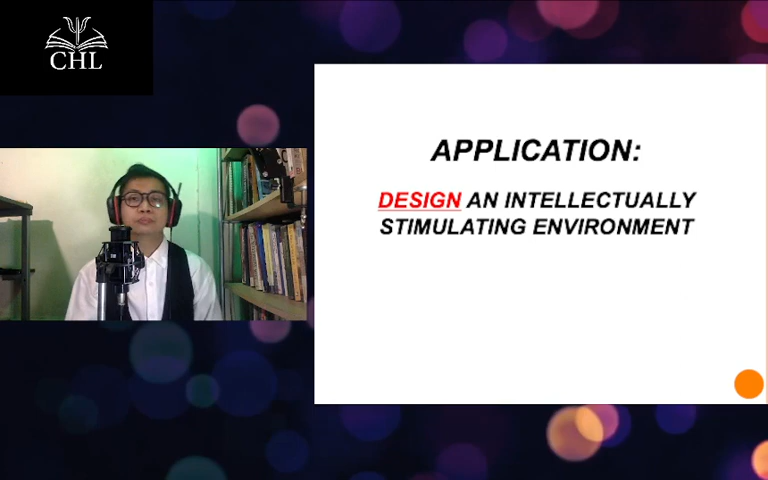 CHL
APPLICATION:
DESIGN AN INTELLECTUALLY
STIMULATING ENVIRONMENT